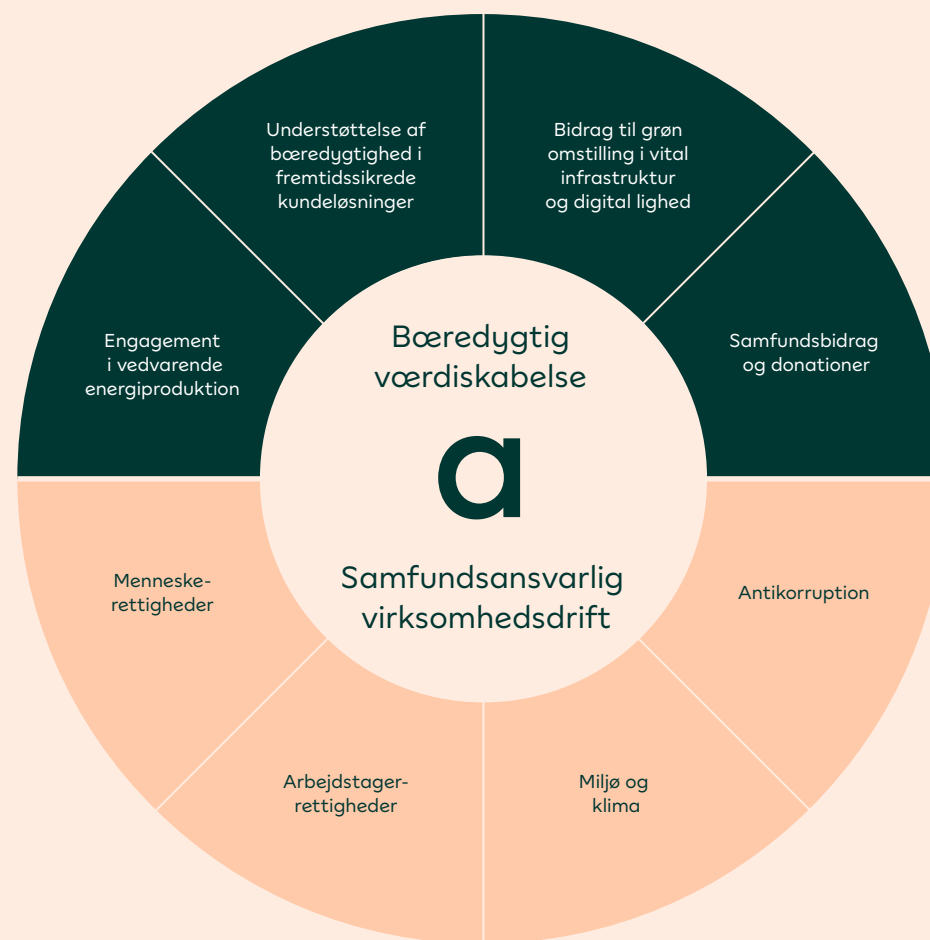 Understøttelse af
bæredygtighed i
fremtidssikrede
kundeløsninger
Bidrag til grøn
omstilling i vital
infrastruktur
og digital lighed
Engagement
i vedvarende
energiproduktion
Samfundsbidrag
og donationer
Bæredygtig
værdiskabelse
a
Samfundsansvarlig
virksomhedsdrift
Menneske-
rettigheder
Antikorruption
Arbejdstager-
rettigheder
Miljø og
klima